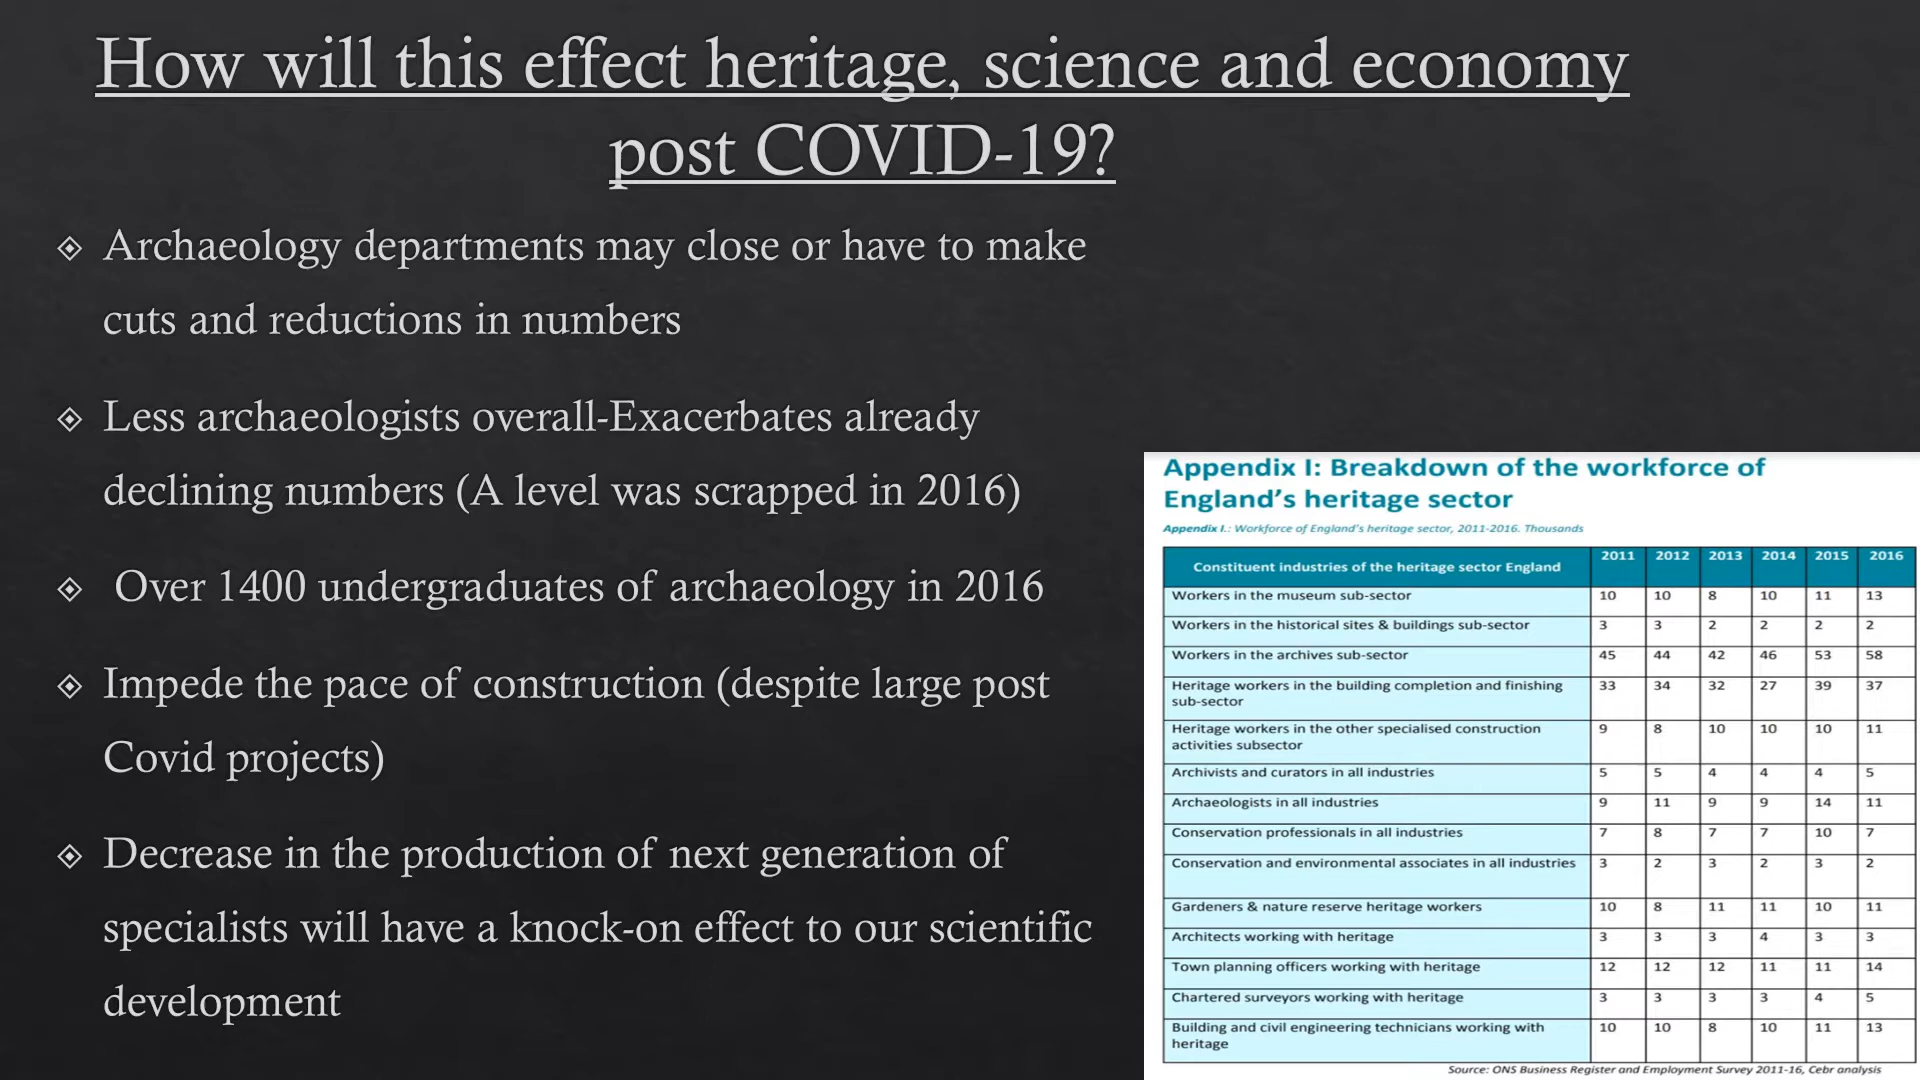 How will this effect heritage, science and economy
post COVID-19?
Archaeology departments may close or have to make
cuts and reductions in numbers
Less archaeologists overall-Exacerbates already
declining numbers (A level was scrapped in 2016)
Over 1400 undergraduates of archaeology in 2016
Impede the pace of construction (despite large post
Covid projects)
Decrease in the production of next generation of
specialists will have a knock-on effect to our scientific
development
Appendix I: Breakdown of the workforce of
England's heritage sector
Appendix I.: Workforce of England's heritage sector, 2011-2016. Thousands
Constituent industries of the heritage sector England 2011 2012 2013 2014 2015 2016
Workers in the museum sub-sector 10 10 8 10 11 13
Workers in the historical sites & buildings sub-sector 3 3 2 2 2 2
Workers in the archives sub-sector 45 44 42 46 53 58
Heritage workers in the building completion and finishing 33 34 32 27 39 37
sub-sector
Heritage workers in the other specialised construction 9 8 10 10 10 11
activities subsector
Archivists and curators in all industries 5 5 4 4 4 5
Archaeologists in all industries 9 11 9 9 14 11
Conservation professionals in all industries 7 8 7 7 10 7
Conservation and environmental associates in all industries 3 2 3 2 3 2
Gardeners & nature reserve heritage workers 10 8 11 11 10 11
Architects working with heritage 3 3 3 4 3 3
Town planning officers working with heritage 12 12 12 11 11 14
Chartered surveyors working with heritage 3 3 3 3 4 5
Building and civil engineering technicians working with 10 10 8 10 11 13
heritage
Source: ONS Business Register and Employment Survey 2011-16, Cebr analysis